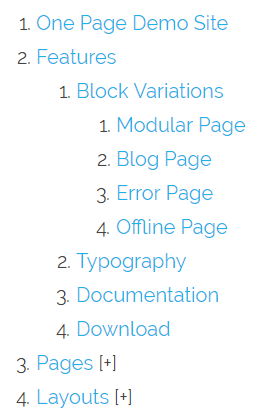 1. One Page Demo Site
2. Features
1. Block Variations
1. Modular Page
2. Blog Page
3. Error Page
4. Offline Page
2. Typography
3. Documentation
4. Download
3. Pages [+]
4. Layouts [+]